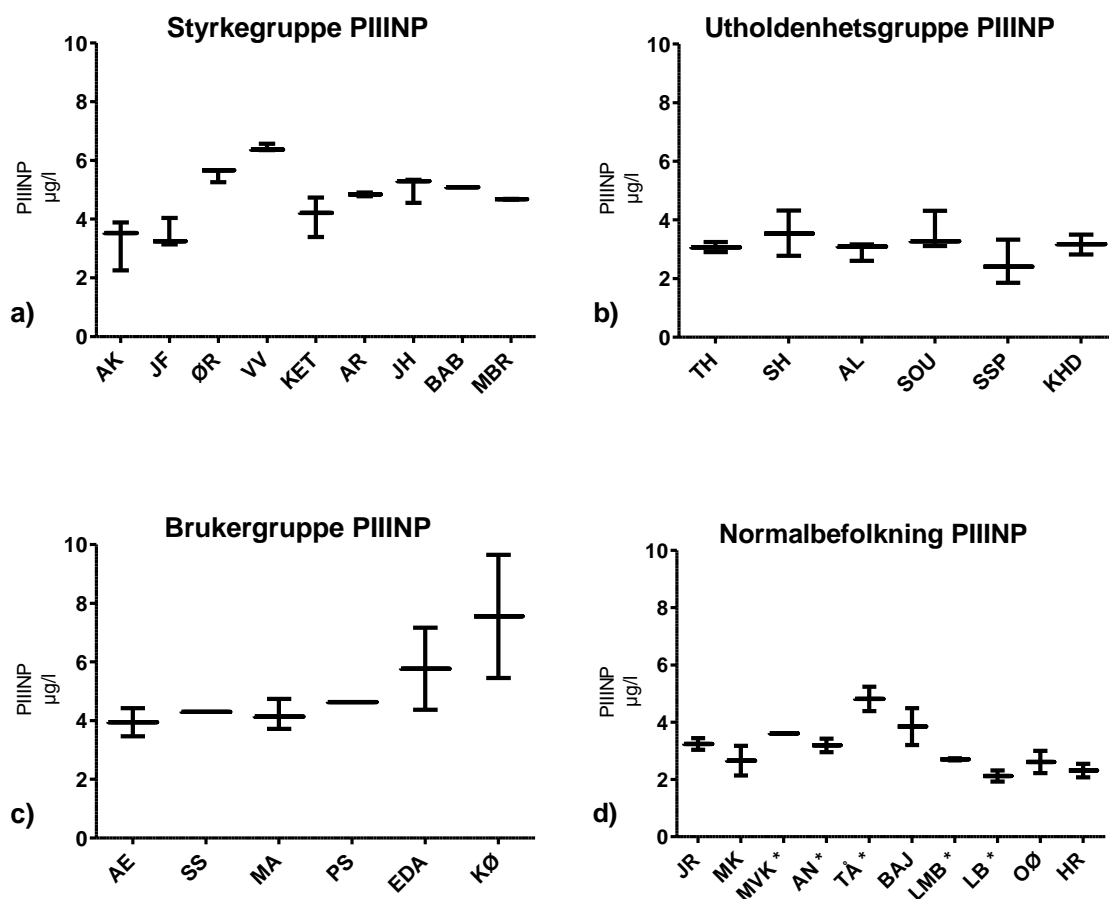 Styrkegruppe PIIINP
PIIINP
µg/l
10
8
6
4
2
0
a)
AK JF ØR VV KET AR JH BAB MBR
Utholdenhetsgruppe PIIINP
PIIINP
µg/l
10
8
6
4
2
0
b)
TH SH AL SOU SSP KHD
Brukergruppe PIIINP
PIIINP
µg/l
10
8
6
4
2
0
c)
AE SS MA PS EDA KØ
Normalbefolkning PIIINP
PIIINP
µg/l
10
8
6
4
2
0
d)
JR MK MVK * AN * TÅ * BAJ LMB * LB * OØ HR